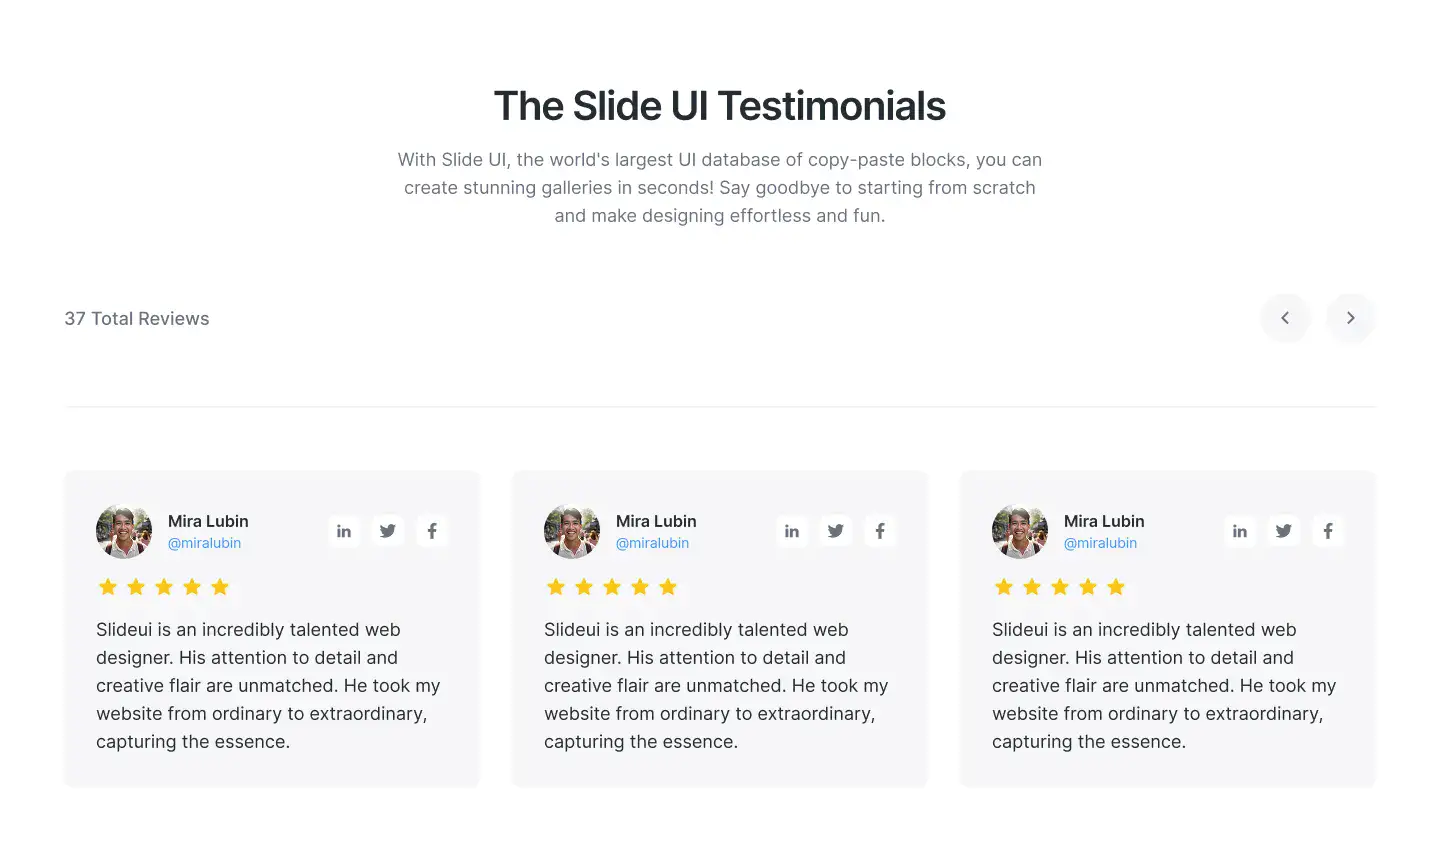 The Slide UI Testimonials
With Slide UI, the world's largest UI database of copy-paste blocks, you can
create stunning galleries in seconds! Say goodbye to starting from scratch
and make designing effortless and fun.
37 Total Reviews
Mira Lubin
@miralubin
Slideui is an incredibly talented web
designer. His attention to detail and
creative flair are unmatched. He took my
website from ordinary to extraordinary,
capturing the essence.
Mira Lubin
@miralubin
Slideui is an incredibly talented web
designer. His attention to detail and
creative flair are unmatched. He took my
website from ordinary to extraordinary,
capturing the essence.
Mira Lubin
@miralubin
Slideui is an incredibly talented web
designer. His attention to detail and
creative flair are unmatched. He took my
website from ordinary to extraordinary,
capturing the essence.